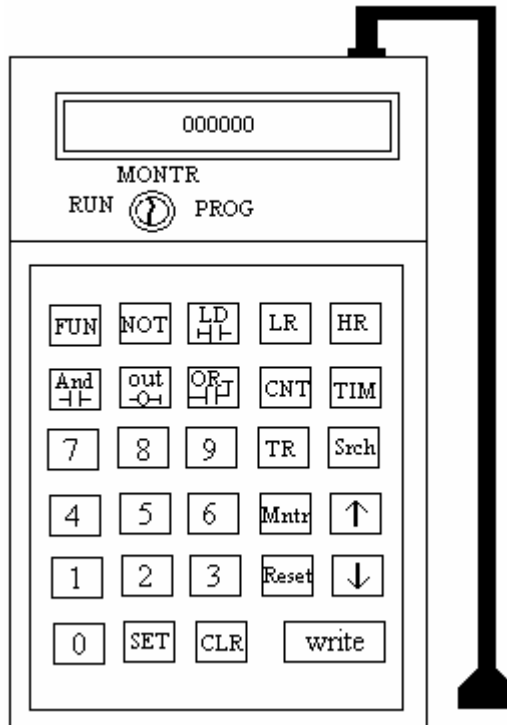 000000
MONTR
RUN PROG
FUN NOT LD LR HR
And out OR CNT TIM
7 8 9 TR Srch
4 5 6 Mntr ↑
1 2 3 Reset ↓
0 SET CLR write